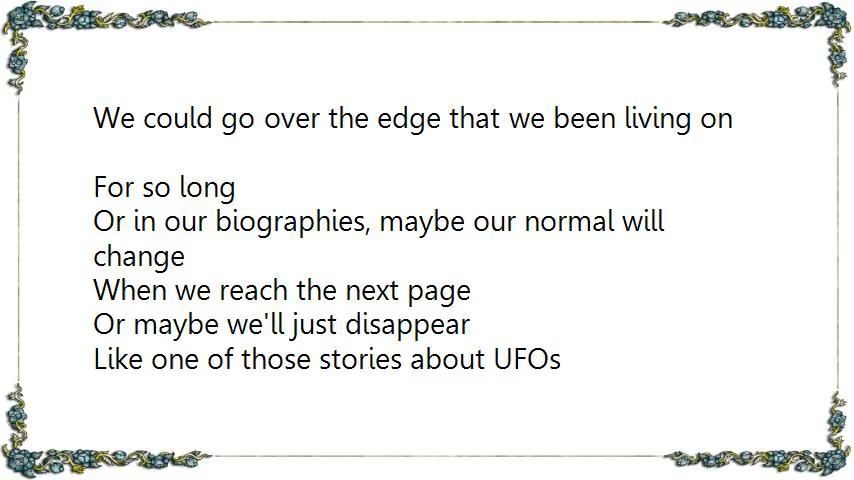 We could go over the edge that we been living on
For so long
Or in our biographies, maybe our normal will
change
When we reach the next page
Or maybe we'll just disappear
Like one of those stories about UFOs